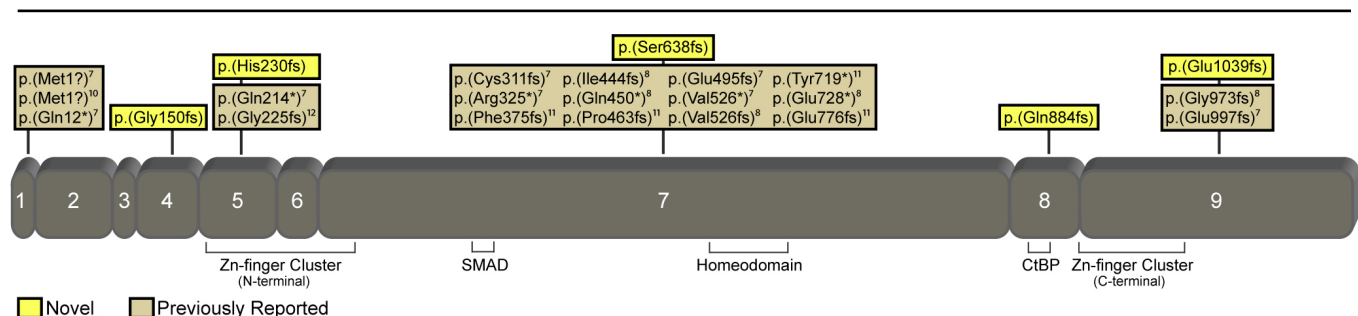 p.(Ser638fs)
p.(Met1?)⁷
p.(Met1?)¹⁰
p.(Gln12*)⁷
p.(Gly150fs)
p.(His230fs)
p.(Gln214*)⁷
p.(Gly225fs)¹²
p.(Cys311fs)⁷ p.(Ile444fs)⁸ p.(Glu495fs)⁷ p.(Tyr719*)¹¹
p.(Arg325*)⁷ p.(Gln450*)⁸ p.(Val526*)⁷ p.(Glu728*)⁸
p.(Phe375fs)¹¹ p.(Pro463fs)¹¹ p.(Val526fs)⁸ p.(Glu776fs)¹¹
p.(Gln884fs)
p.(Glu1039fs)
p.(Gly973fs)⁸
p.(Glu997fs)⁷
1 2 3 4 5 6 7 8 9
Zn-finger Cluster
(N-terminal)
SMAD
Homeodomain
CtBP
Zn-finger Cluster
(C-terminal)
Novel
Previously Reported